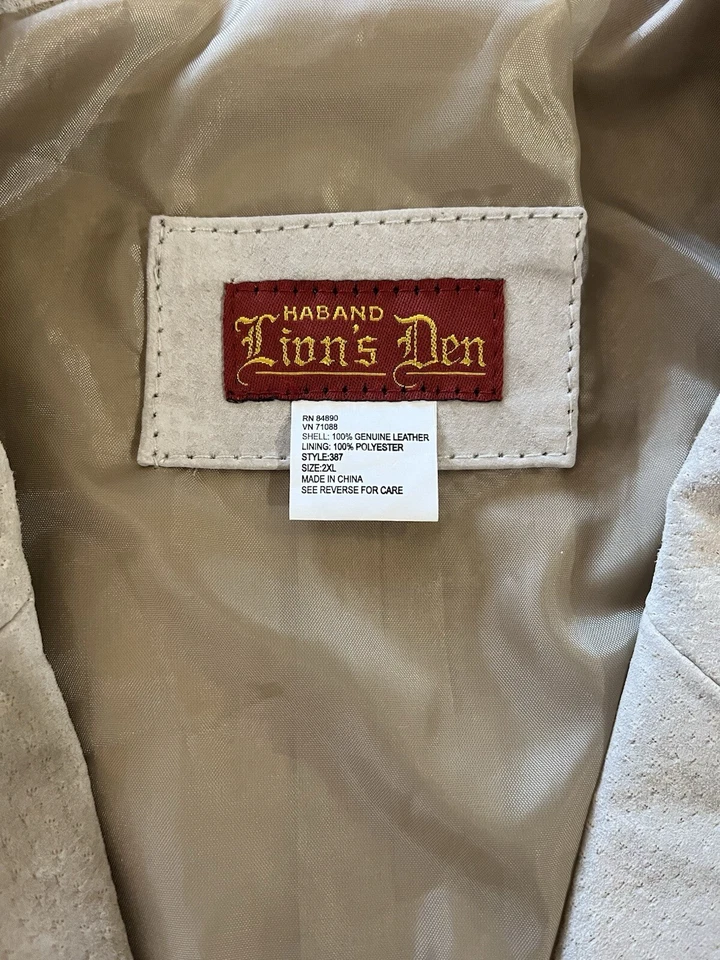 HABAND
Lion's Den
RN 84890
VN 71088
SHELL: 100% GENUINE LEATHER
LINING: 100% POLYESTER
STYLE:387
SIZE:2XL
MADE IN CHINA
SEE REVERSE FOR CARE